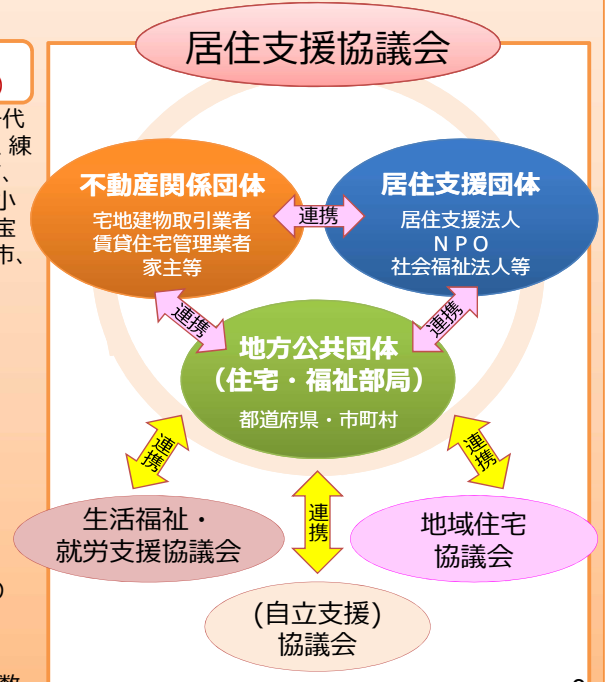 居住支援協議会
)
代
練
、
小
宝
市、
不動産関係団体
宅地建物取引業者
賃貸住宅管理業者
家主等
連携
居住支援団体
居住支援法人
ＮＰＯ
社会福祉法人等
連携
連携
地方公共団体
（住宅・福祉部局）
都道府県・市町村
連携
連携
連携
生活福祉・
就労支援協議会
地域住宅
協議会
(自立支援)
協議会